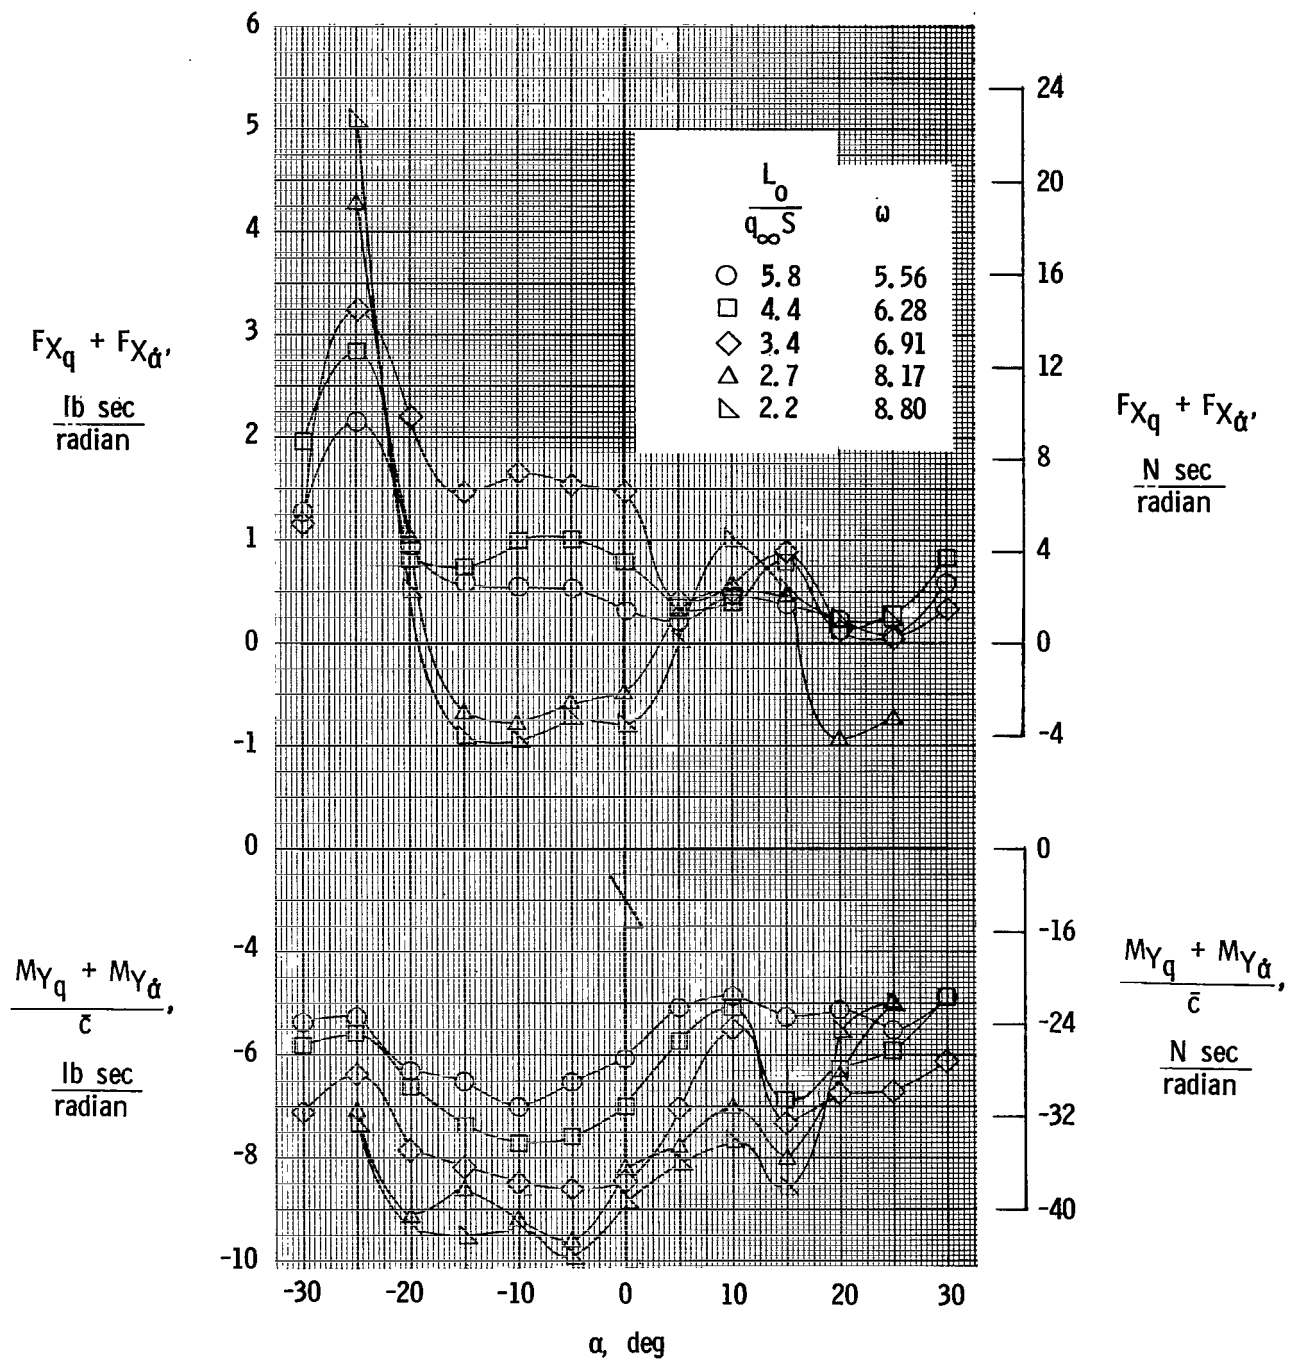 6
5
4
3
2
1
0
-1
0
-4
-6
-8
-10
F_Xq + F_Xα̇,
lb sec
radian
M_Yq + M_Yα̇
c̄,
lb sec
radian
L_o
q_∞ S
ω
5.8 5.56
4.4 6.28
3.4 6.91
2.7 8.17
2.2 8.80
24
20
16
12
8
4
0
-4
0
-16
-24
-32
-40
F_Xq + F_Xα̇,
N sec
radian
M_Yq + M_Yα̇
c̄,
N sec
radian
-30 -20 -10 0 10 20 30
α, deg